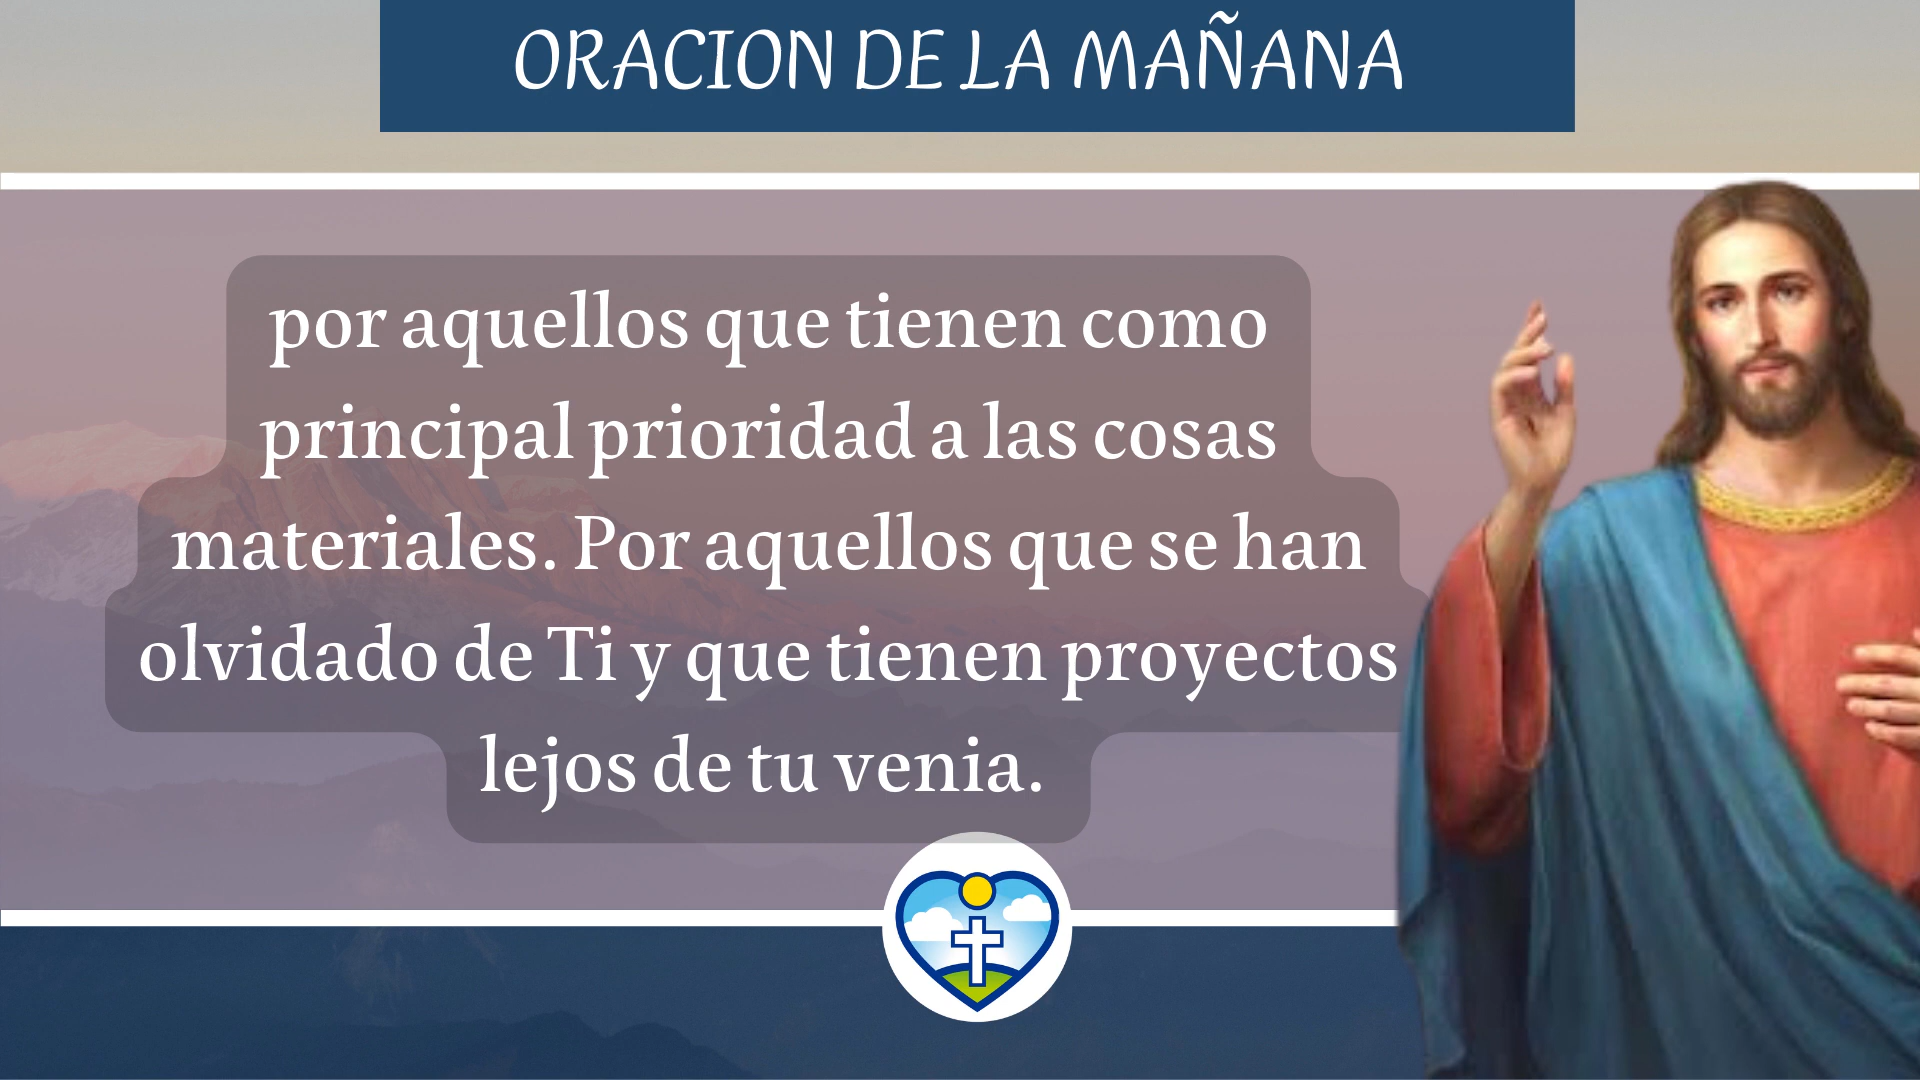 ORACION DE LA MAÑANA
por aquellos que tienen como
principal prioridad a las cosas
materiales. Por aquellos que se han
olvidado de Ti y que tienen proyectos
lejos de tu venia.